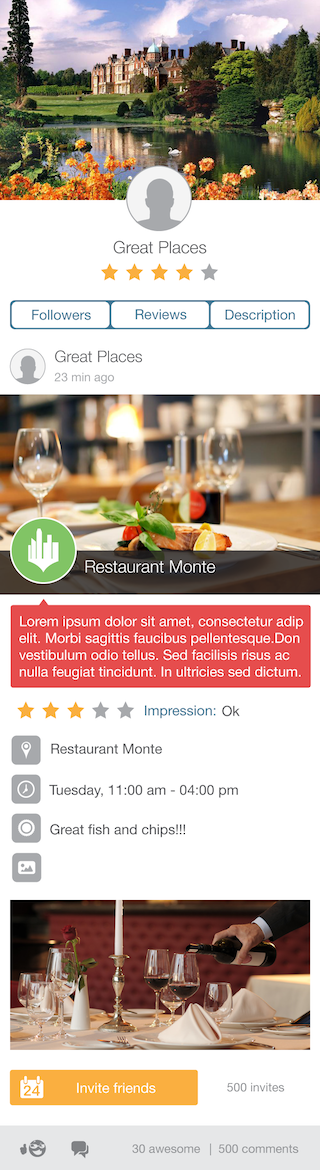 Great Places
Followers
Reviews
Description
Great Places
23 min ago
Restaurant Monte
Lorem ipsum dolor sit amet, consectetur adip
elit. Morbi sagittis faucibus pellentesque.Don
vestibulum odio tellus. Sed facilisis risus ac
nulla feugiat tincidunt. In ultricies sed dictum.
Impression: Ok
Restaurant Monte
Tuesday, 11:00 am - 04:00 pm
Great fish and chips!!!
24
Invite friends
500 invites
30 awesome | 500 comments